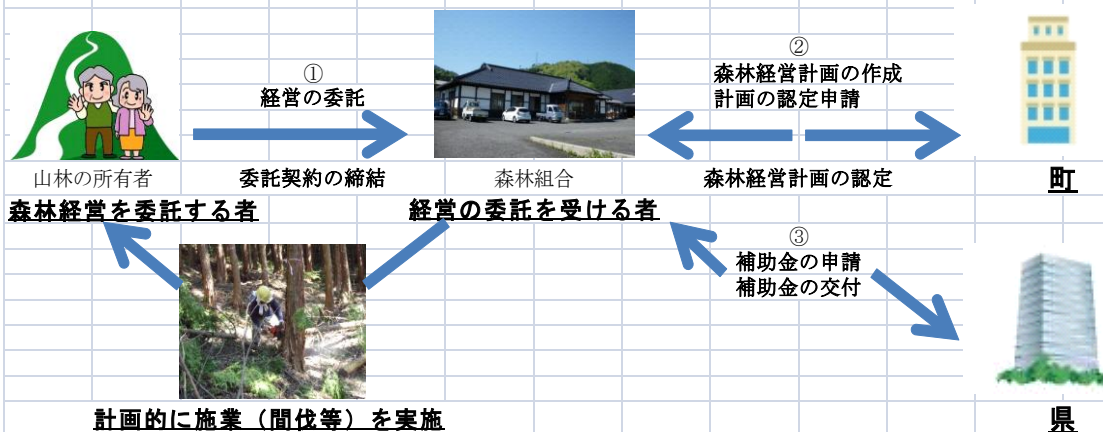 ①
経営の委託
②
森林経営計画の作成
計画の認定申請
山林の所有者
委託契約の締結
森林組合
森林経営計画の認定
町
森林経営を委託する者
経営の委託を受ける者
③
補助金の申請
補助金の交付
計画的に施業（間伐等）を実施
県